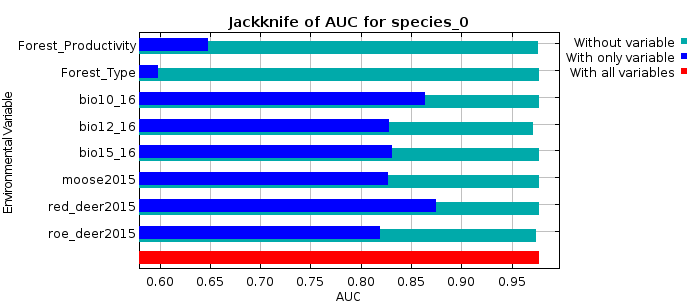 Jackknife of AUC for species_0
Environmental Variable
Forest_Productivity
Forest_Type
bio10_16
bio12_16
bio15_16
moose2015
red_deer2015
roe_deer2015
Without variable
With only variable
With all variables
0.60 0.65 0.70 0.75 0.80 0.85 0.90 0.95
AUC